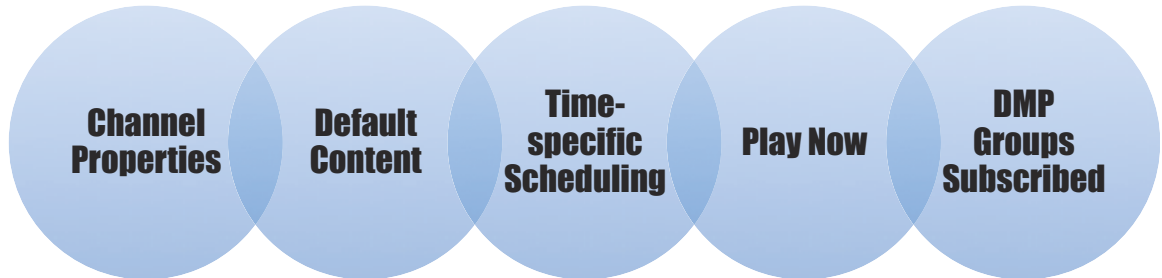 Channel
Properties
Default
Content
Time-
specific
Scheduling
Play Now
DMP
Groups
Subscribed